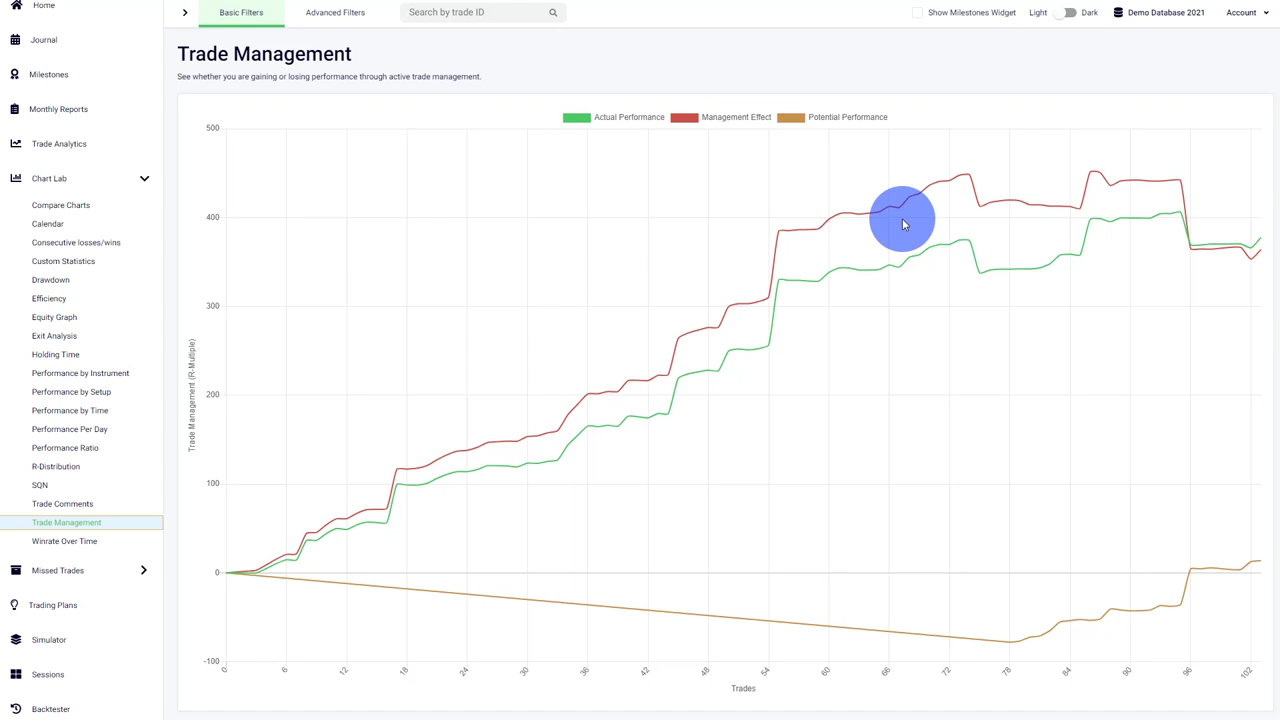 Home
Journal
Milestones
Monthly Reports
Trade Analytics
Chart Lab
Compare Charts
Calendar
Consecutive losses/wins
Custom Statistics
Drawdown
Efficiency
Equity Graph
Exit Analysis
Holding Time
Performance by Instrument
Performance by Setup
Performance by Time
Performance Per Day
Performance Ratio
R-Distribution
SQN
Trade Comments
Trade Management
Winrate Over Time
Missed Trades
Trading Plans
Simulator
Sessions
Backtester
Basic Filters Advanced Filters Search by trade ID Show Milestones Widget Light Dark Demo Database 2021 Account
Trade Management
See whether you are gaining or losing performance through active trade management.
Actual Performance Management Effect Potential Performance
500
400
300
200
100
0
-100
Trade Management (R-Multiple)
0 6 12 18 24 30 36 42 48 54 60 66 72 78 84 90 96 102
Trades